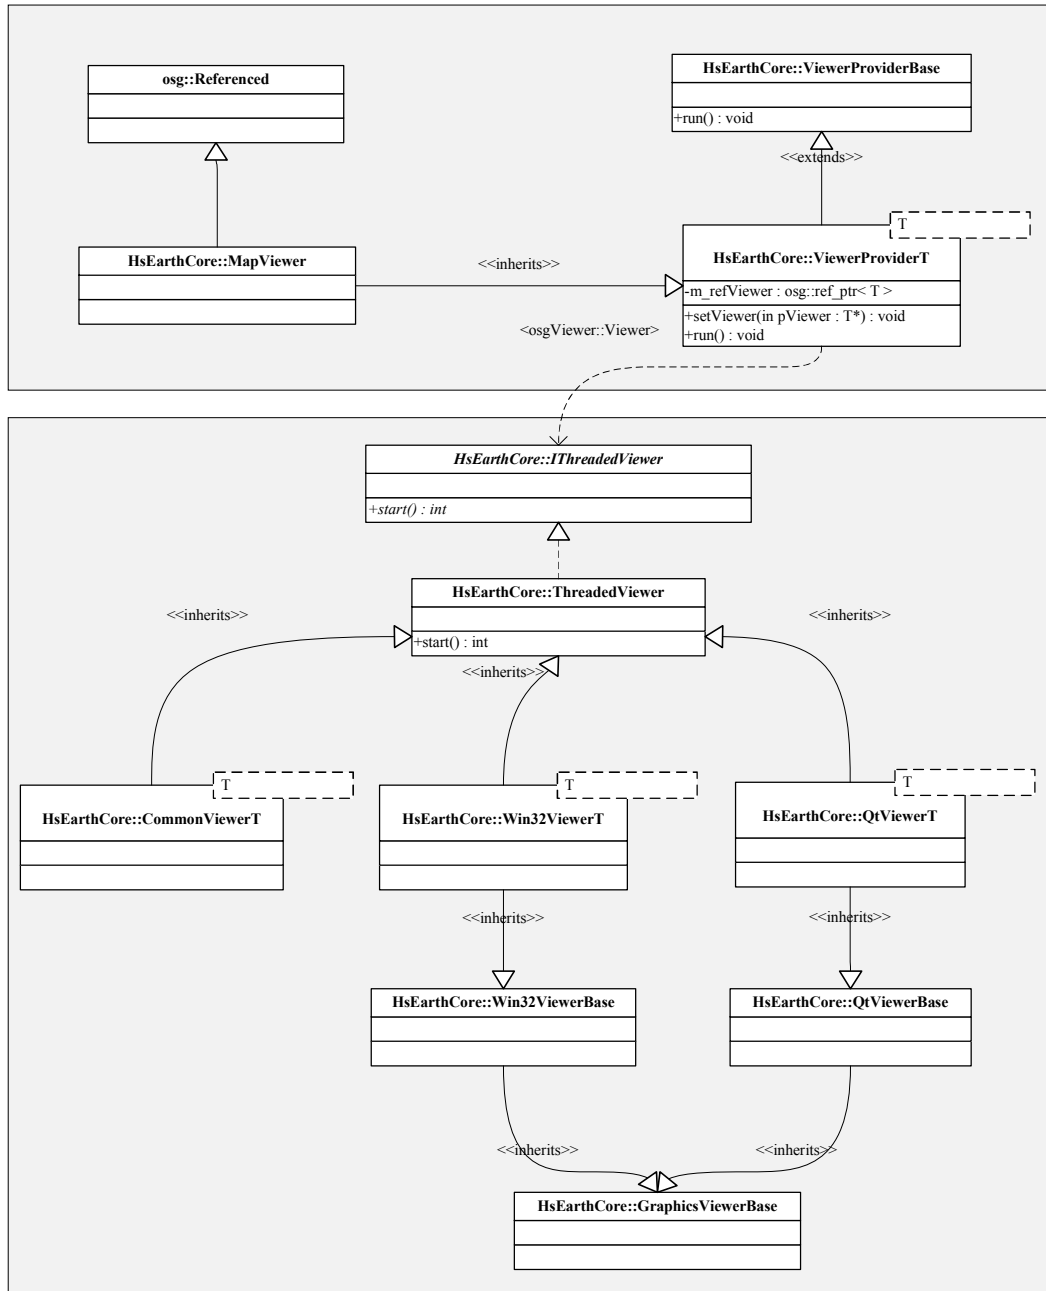 osg::Referenced
HsEarthCore::ViewerProviderBase
+run() : void
<<extends>>
T
HsEarthCore::MapViewer
<<inherits>>
HsEarthCore::ViewerProviderT
-m_refViewer : osg::ref_ptr< T >
+setViewer(in pViewer : T*) : void
+run() : void
<osgViewer::Viewer>
HsEarthCore::IThreadedViewer
+start() : int
HsEarthCore::ThreadedViewer
+start() : int
<<inherits>>
<<inherits>>
<<inherits>>
T
HsEarthCore::CommonViewerT
T
HsEarthCore::Win32ViewerT
T
HsEarthCore::QtViewerT
<<inherits>>
<<inherits>>
HsEarthCore::Win32ViewerBase
HsEarthCore::QtViewerBase
<<inherits>>
<<inherits>>
HsEarthCore::GraphicsViewerBase